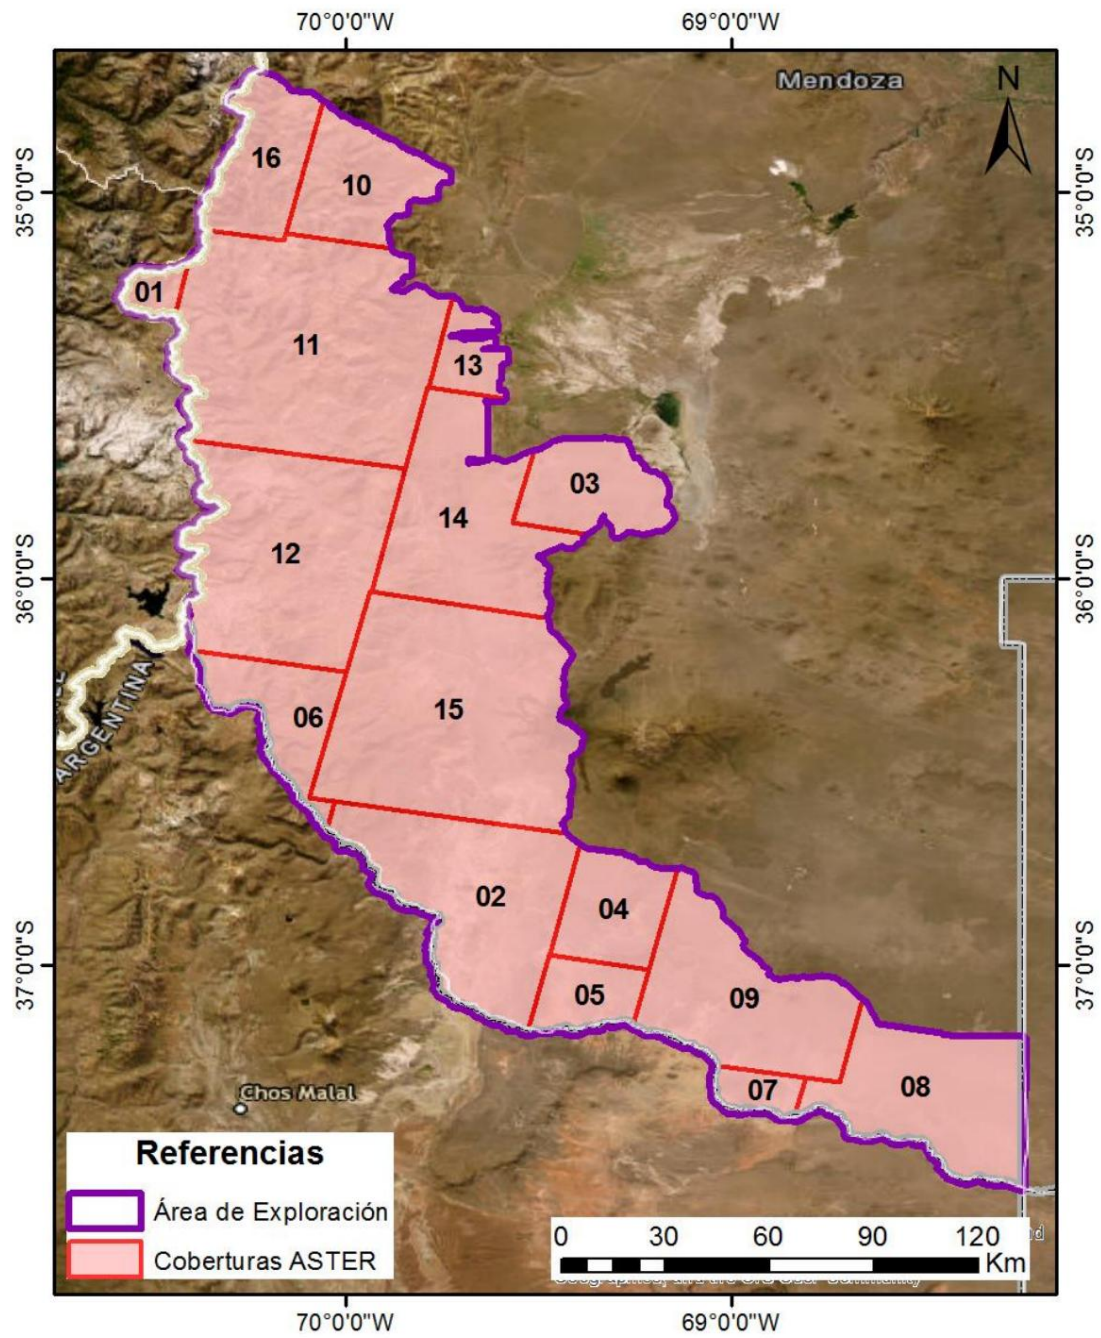 70°0'0"W 69°0'0"W
Mendoza
N
35°0'0"S 35°0'0"S
16
10
01
11
13
03
14
12
36°0'0"S 36°0'0"S
ARGENTINA
06
15
02
04
37°0'0"S 37°0'0"S
05
09
07
08
Chos Malal
Referencias
Área de Exploración
Coberturas ASTER
0 30 60 90 120
Km
70°0'0"W 69°0'0"W